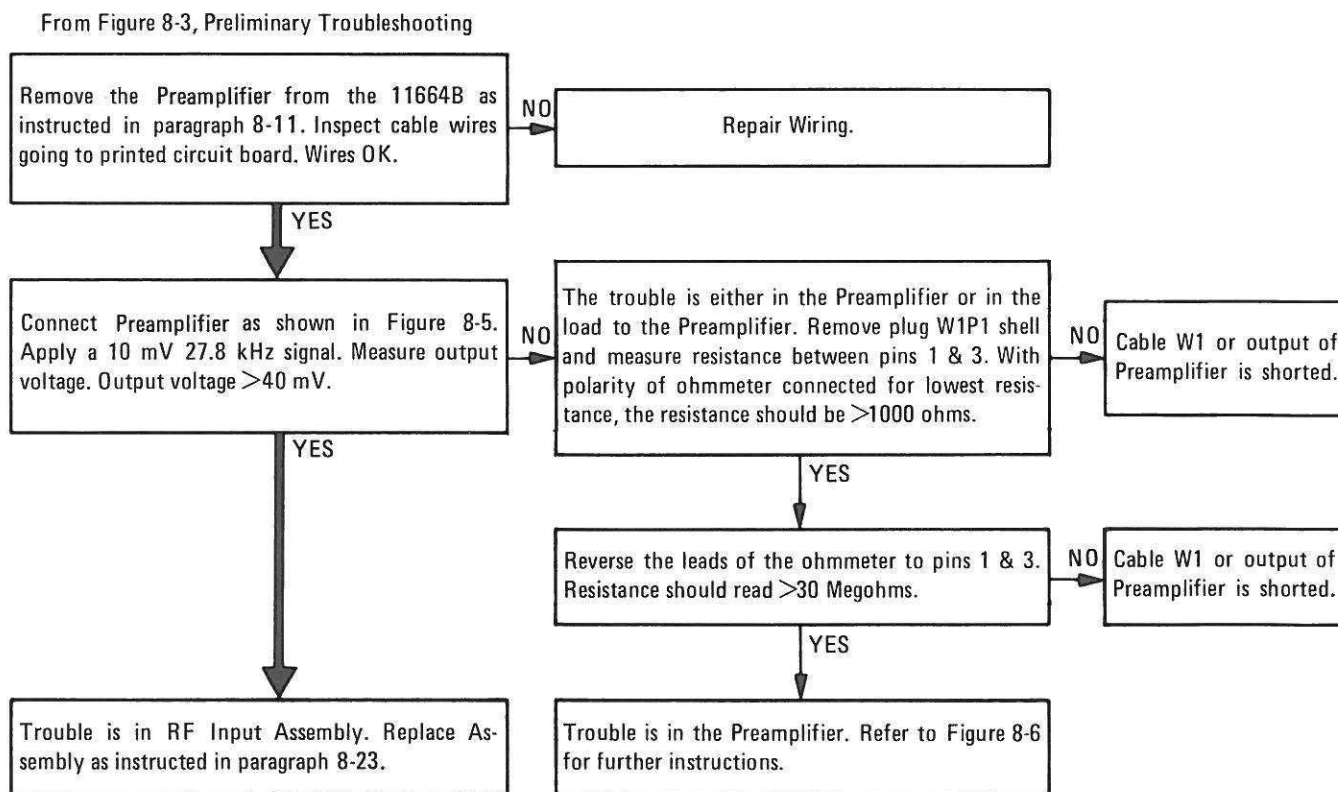 From Figure 8-3, Preliminary Troubleshooting
Remove the Preamplifier from the 11664B as
instructed in paragraph 8-11. Inspect cable wires
going to printed circuit board. Wires OK.
NO
Repair Wiring.
YES
Connect Preamplifier as shown in Figure 8-5.
Apply a 10 mV 27.8 kHz signal. Measure output
voltage. Output voltage >40 mV.
NO
The trouble is either in the Preamplifier or in the
load to the Preamplifier. Remove plug W1P1 shell
and measure resistance between pins 1 & 3. With
polarity of ohmmeter connected for lowest resis-
tance, the resistance should be >1000 ohms.
NO
Cable W1 or output of
Preamplifier is shorted.
YES
YES
Reverse the leads of the ohmmeter to pins 1 & 3.
Resistance should read >30 Megohms.
NO
Cable W1 or output of
Preamplifier is shorted.
YES
Trouble is in RF Input Assembly. Replace As-
sembly as instructed in paragraph 8-23.
Trouble is in the Preamplifier. Refer to Figure 8-6
for further instructions.